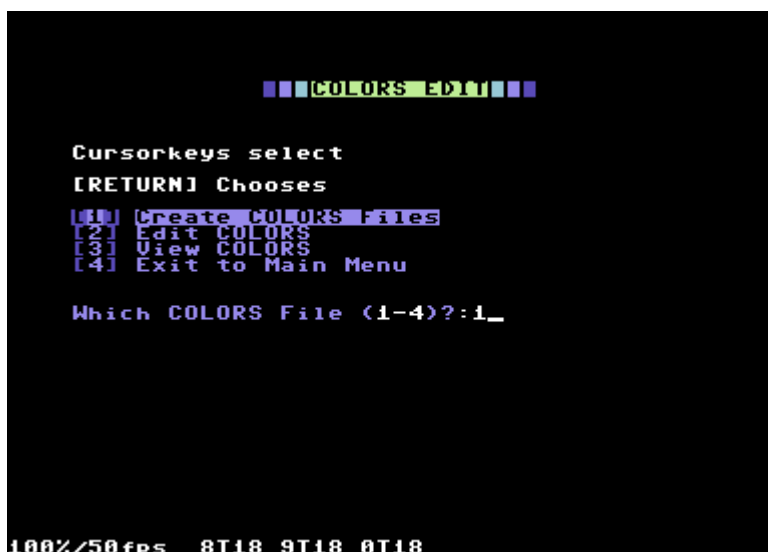 COLORS EDIT
Cursorkeys select
[RETURN] Chooses
[1] Create COLORS Files
[2] Edit COLORS
[3] View COLORS
[4] Exit to Main Menu
Which COLORS File (1-4)?:1_
100%/50fps 8T18 9T18 0T18